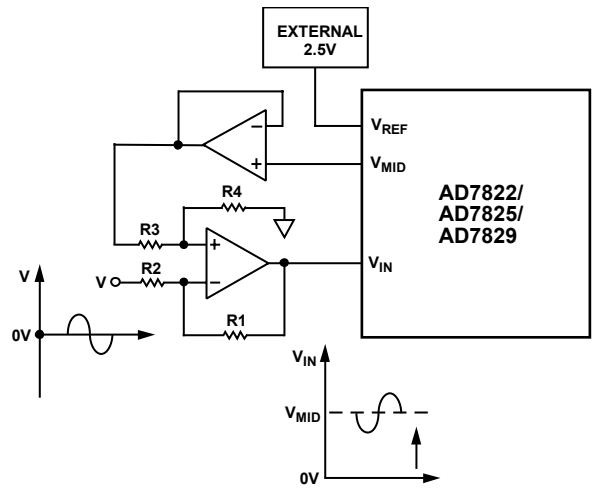 EXTERNAL
2.5V
VREF
VMID
R4
R3
R2
V
R1
VIN
AD7822/
AD7825/
AD7829
V
0V
VIN
VMID
0V